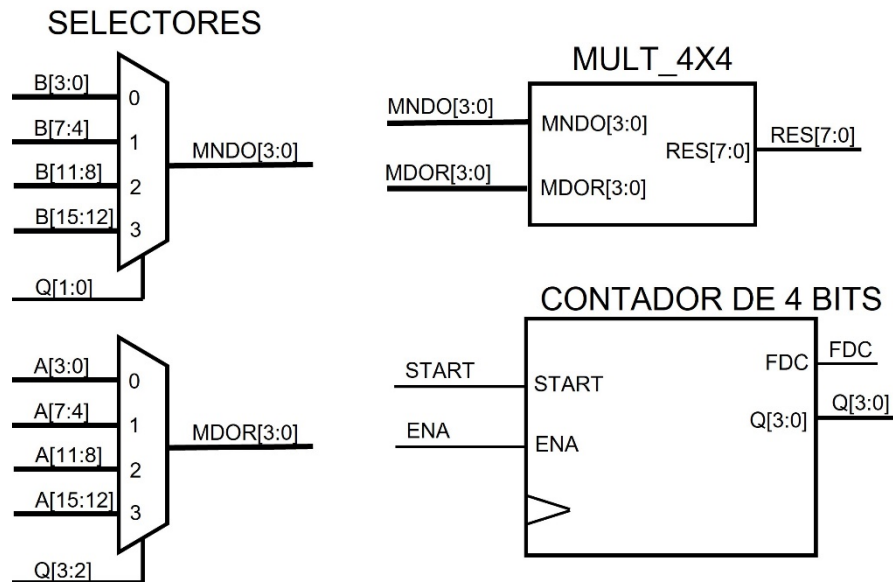 SELECTORES
B[3:0]
0
B[7:4]
1
MNDO[3:0]
B[11:8]
2
B[15:12]
3
Q[1:0]
A[3:0]
0
A[7:4]
1
MDOR[3:0]
A[11:8]
2
A[15:12]
3
Q[3:2]
MULT_4X4
MNDO[3:0]
MNDO[3:0]
RES[7:0]
RES[7:0]
MDOR[3:0]
MDOR[3:0]
CONTADOR DE 4 BITS
FDC
FDC
START
START
Q[3:0]
Q[3:0]
ENA
ENA